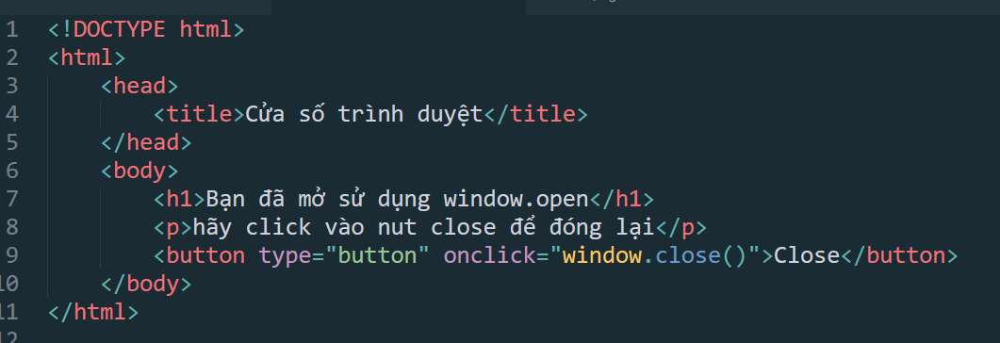 1 <!DOCTYPE html>
2 <html>
3 <head>
4 <title>Cửa số trình duyệt</title>
5 </head>
6 <body>
7 <h1>Bạn đã mở sử dụng window.open</h1>
8 <p>hãy click vào nut close để đóng lại</p>
9 <button type="button" onclick="window.close()">Close</button>
10 </body>
11 </html>
12